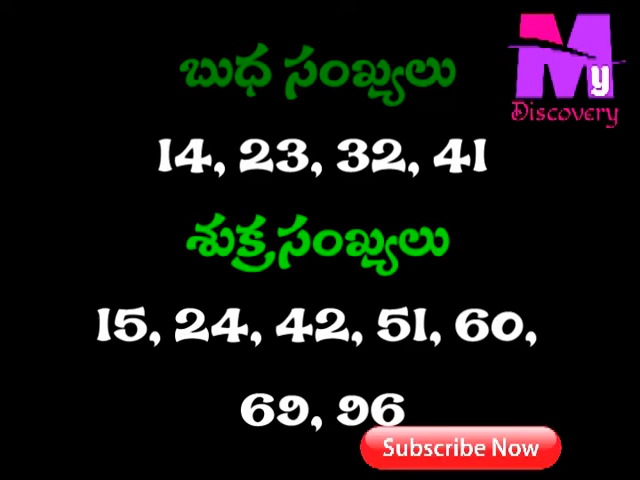 బుధ సంఖ్యలు
My
Discovery
14, 23, 32, 41
శుక్రసంఖ్యలు
15, 24, 42, 51, 60,
69, 96
Subscribe Now